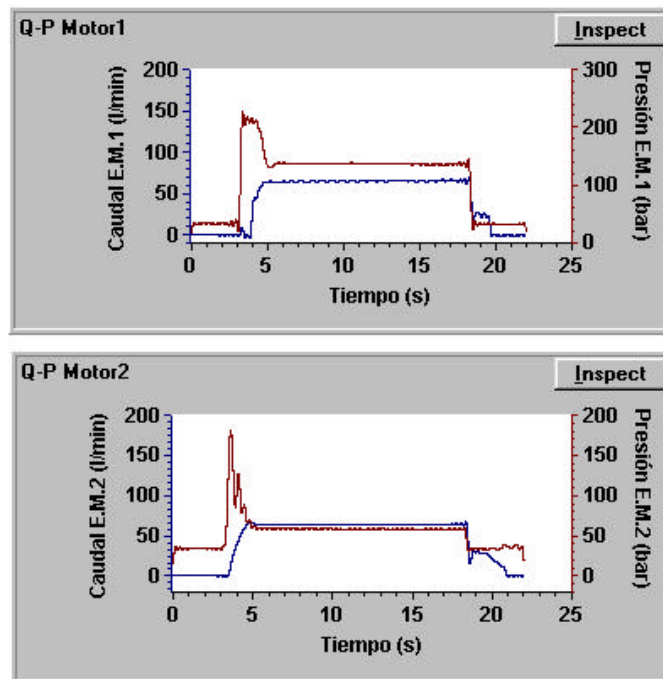 Q-P Motor1
Inspect
Caudal E.M.1 (l/min)
200
150
100
50
0
300
200
100
0
Presión E.M.1 (bar)
0 5 10 15 20 25
Tiempo (s)
Q-P Motor2
Inspect
Caudal E.M.2 (l/min)
200
150
100
50
0
200
150
100
50
0
Presión E.M.2 (bar)
0 5 10 15 20 25
Tiempo (s)